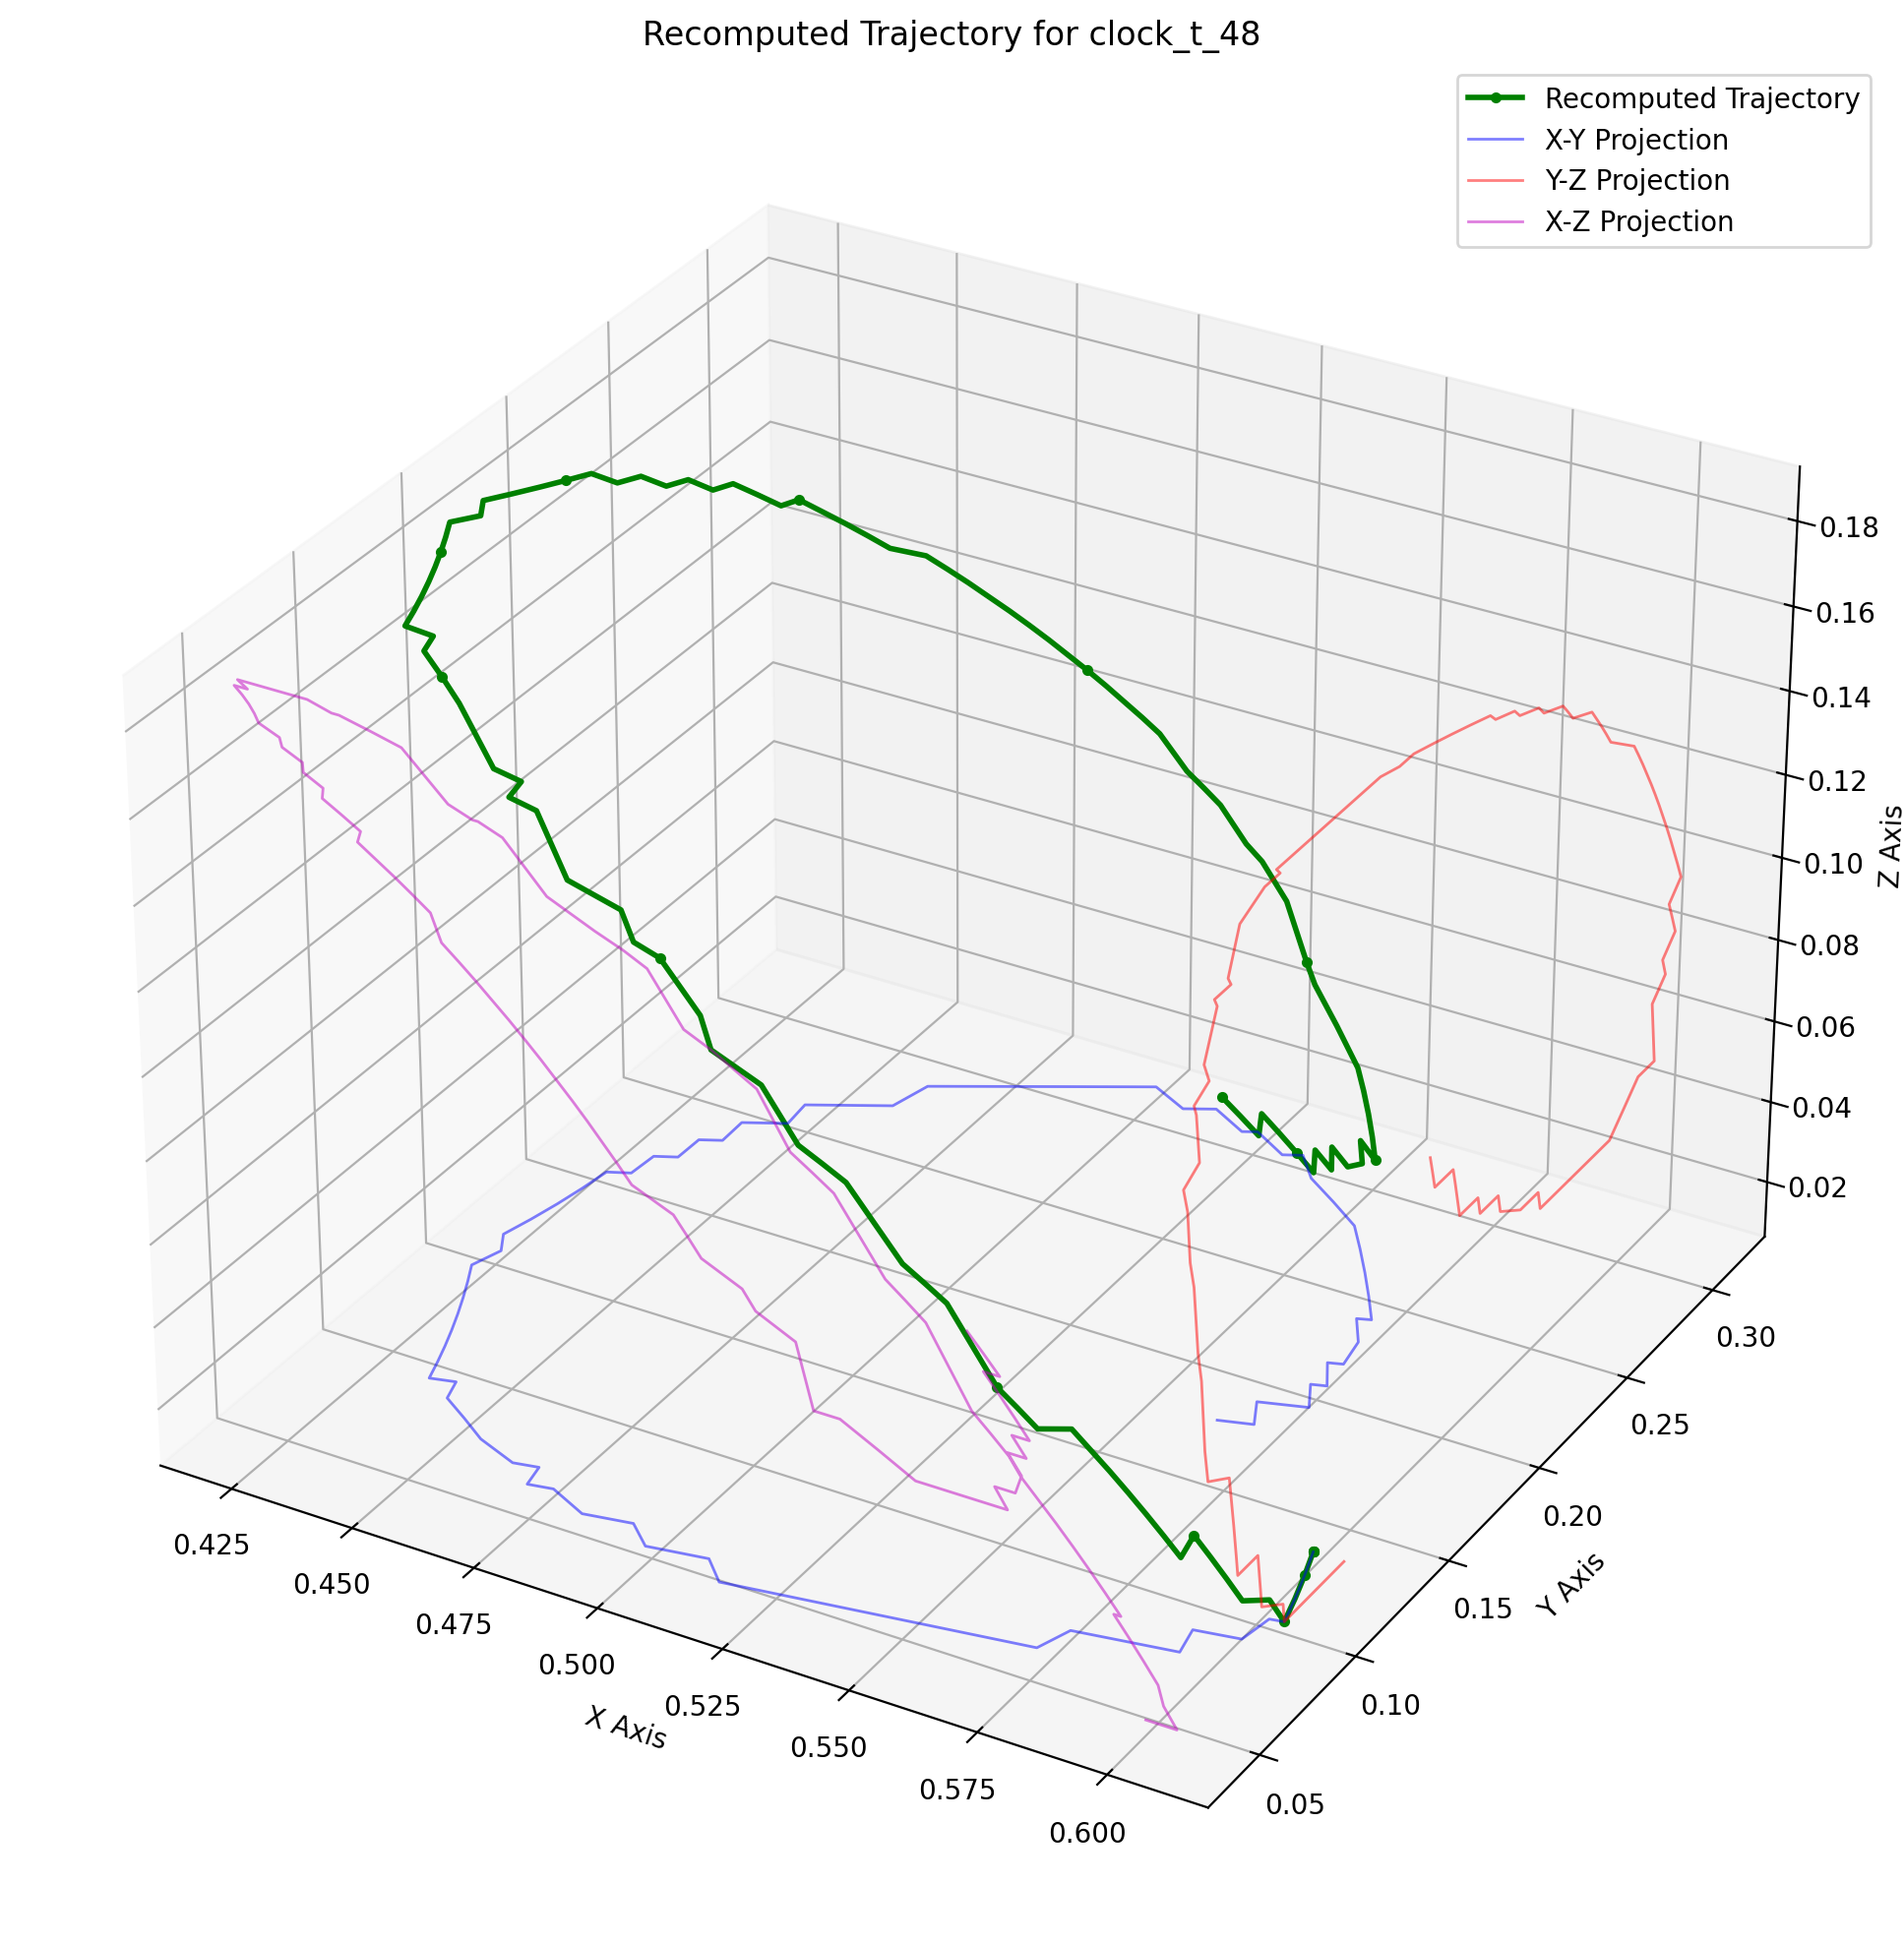 Recomputed Trajectory for clock_t_48
Recomputed Trajectory
X-Y Projection
Y-Z Projection
X-Z Projection
0.18
0.16
0.14
0.12
0.10
0.08
0.06
0.04
0.02
Z Axis
0.30
0.25
0.20
0.15
0.10
0.05
Y Axis
0.425
0.450
0.475
0.500
0.525
0.550
0.575
0.600
X Axis